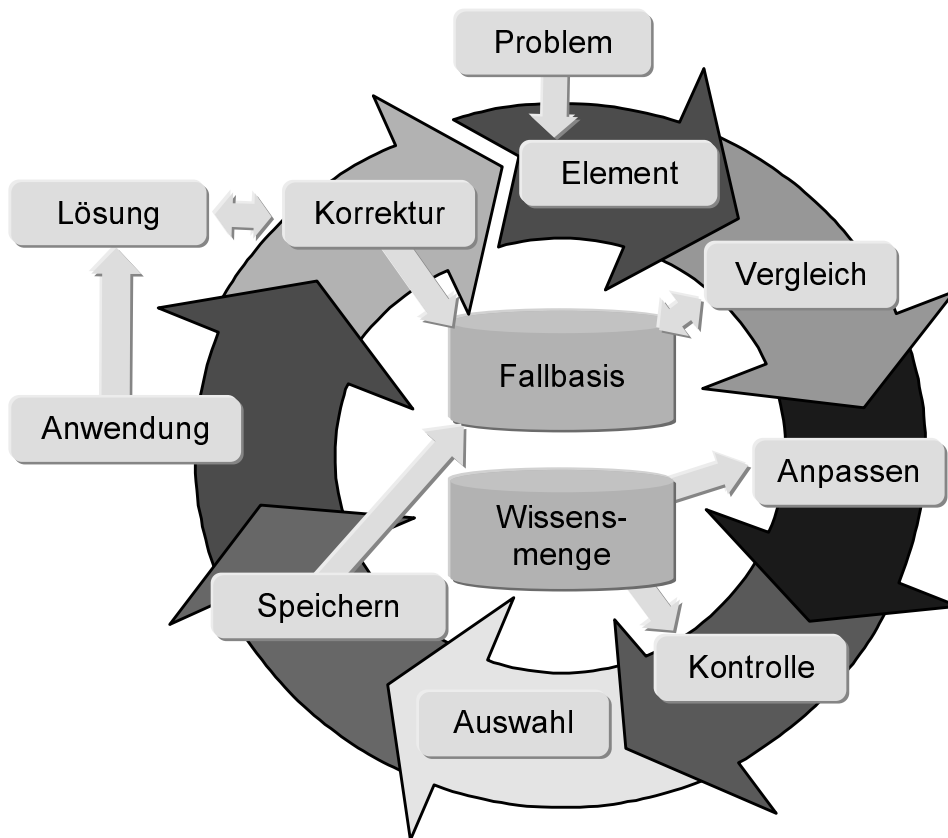 Problem
Element
Lösung
Korrektur
Vergleich
Fallbasis
Anwendung
Anpassen
Wissens-
menge
Speichern
Kontrolle
Auswahl